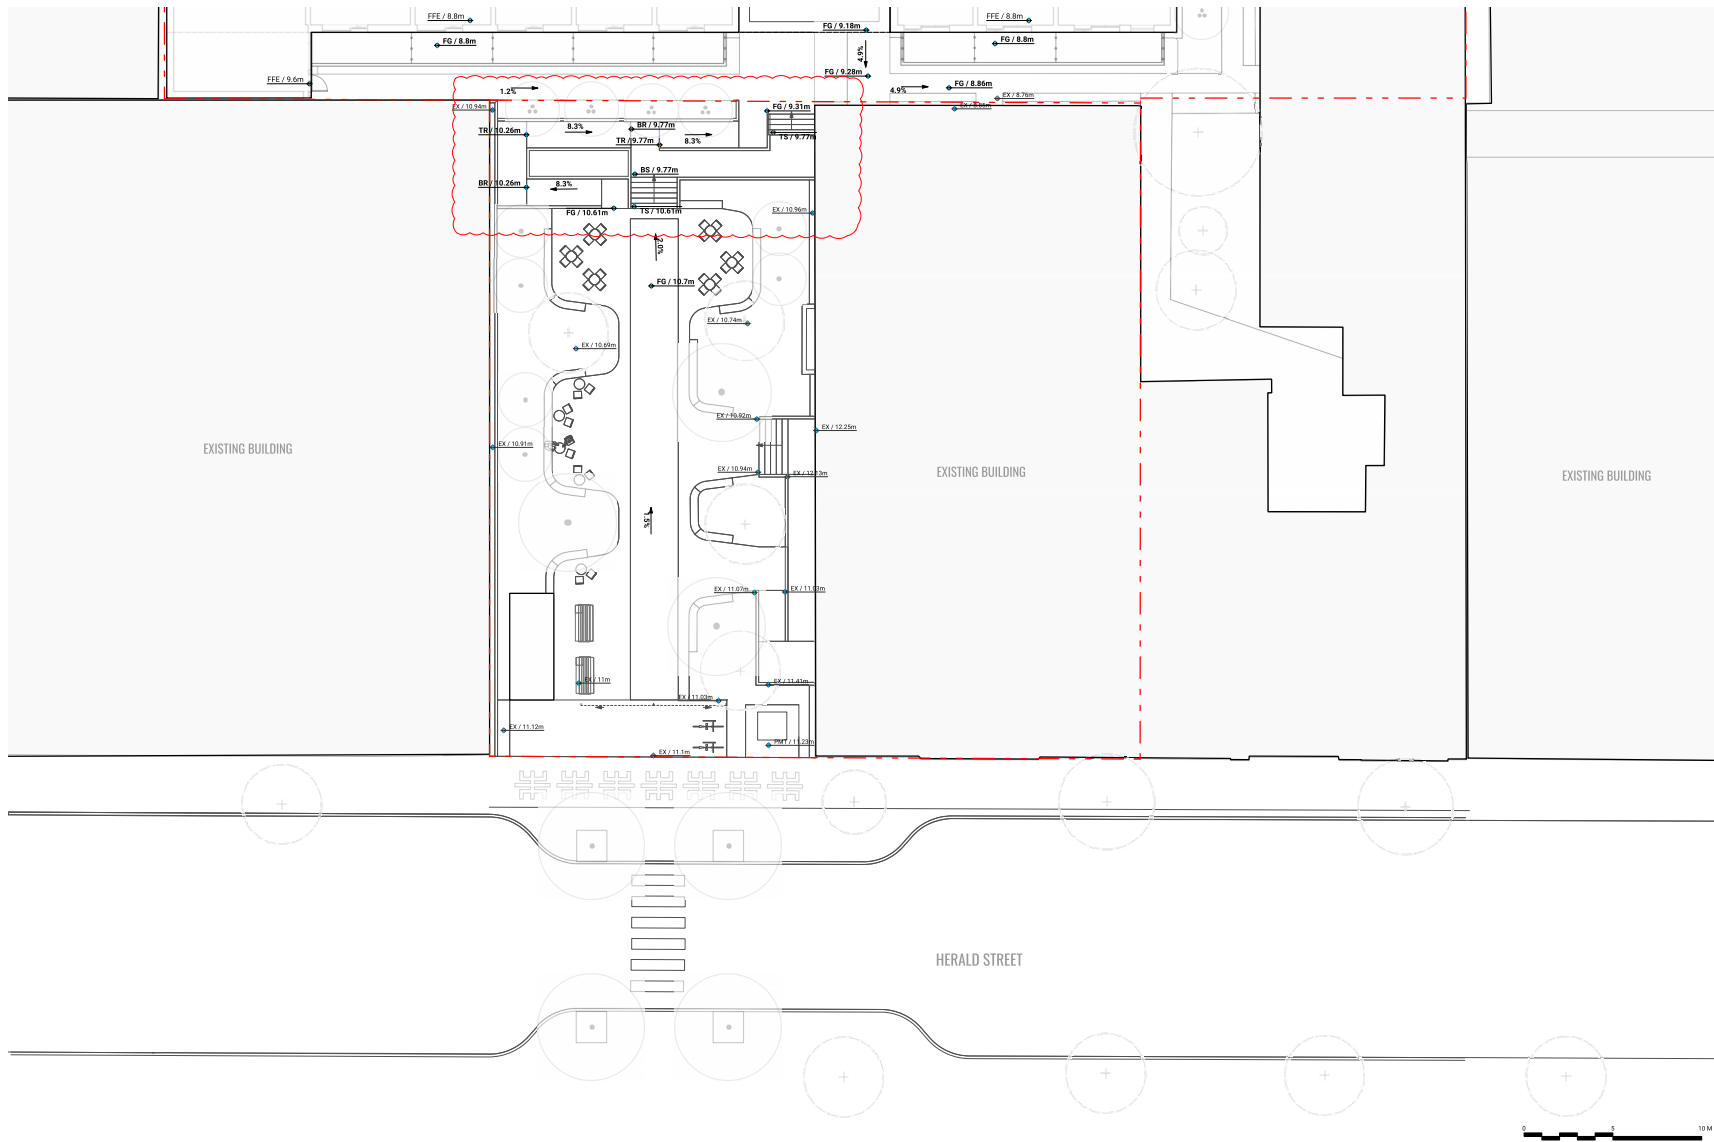 FFE / 8.8m
FFE / 8.8m
FG / 9.18m
FG / 8.8m
FG / 8.8m
4.9%
FG / 9.28m
FFE / 9.6m
FG / 8.86m
1.2%
4.9%
EX / 8.76m
EX / 10.94m
FG / 9.31m
8.3%
BR / 9.77m
TR / 10.26m
TS / 9.77m
TR / 9.77m
8.3%
BS / 9.77m
BR / 10.26m
8.3%
FG / 10.61m
TS / 10.61m
EX / 10.96m
2.0%
FG / 10.7m
EX / 10.74m
EX / 10.69m
EX / 10.92m
EX / 12.25m
EX / 10.91m
EXISTING BUILDING
EXISTING BUILDING
EXISTING BUILDING
EX / 10.94m
EX / 12.13m
1.5%
EX / 11.07m
EX / 11.03m
EX / 11m
EX / 11.41m
EX / 11.03m
EX / 11.12m
PMT / 11.23m
EX / 11.1m
HERALD STREET
0 5 10 M